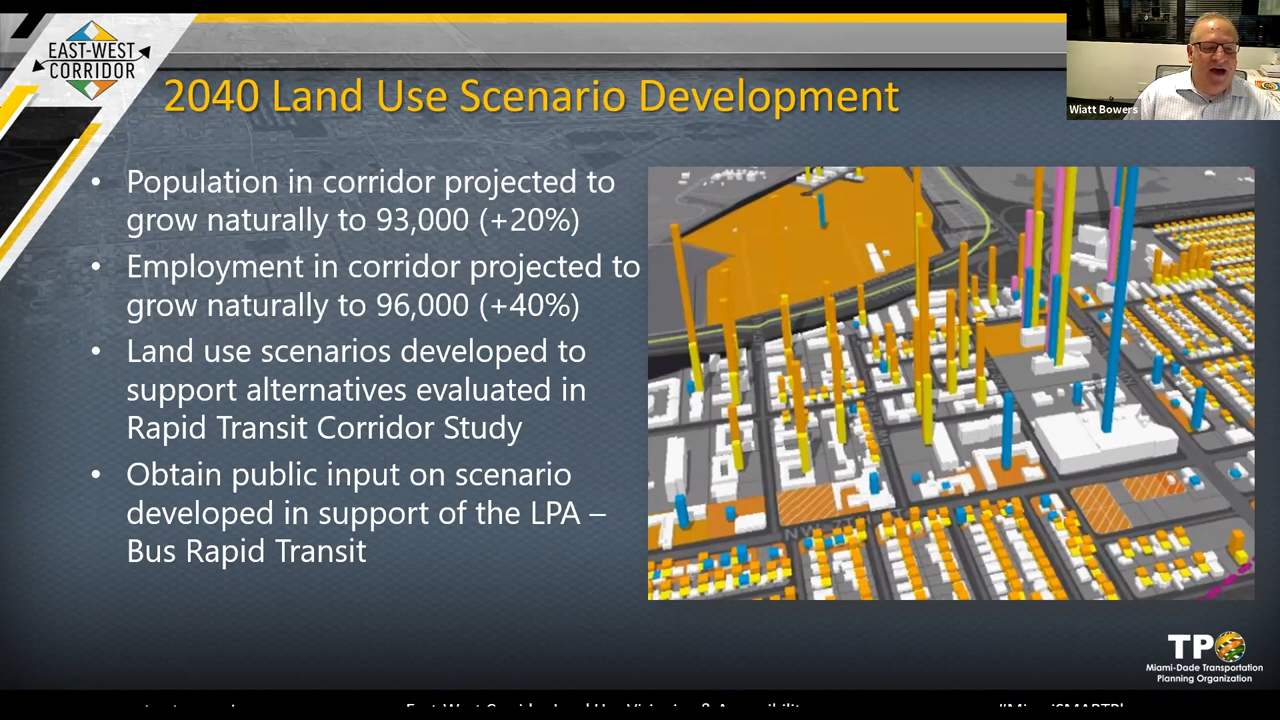 EAST-WEST
CORRIDOR
2040 Land Use Scenario Development
Wiatt Bowers
• Population in corridor projected to
grow naturally to 93,000 (+20%)
• Employment in corridor projected to
grow naturally to 96,000 (+40%)
• Land use scenarios developed to
support alternatives evaluated in
Rapid Transit Corridor Study
• Obtain public input on scenario
developed in support of the LPA –
Bus Rapid Transit
TPO
Miami-Dade Transportation
Planning Organization